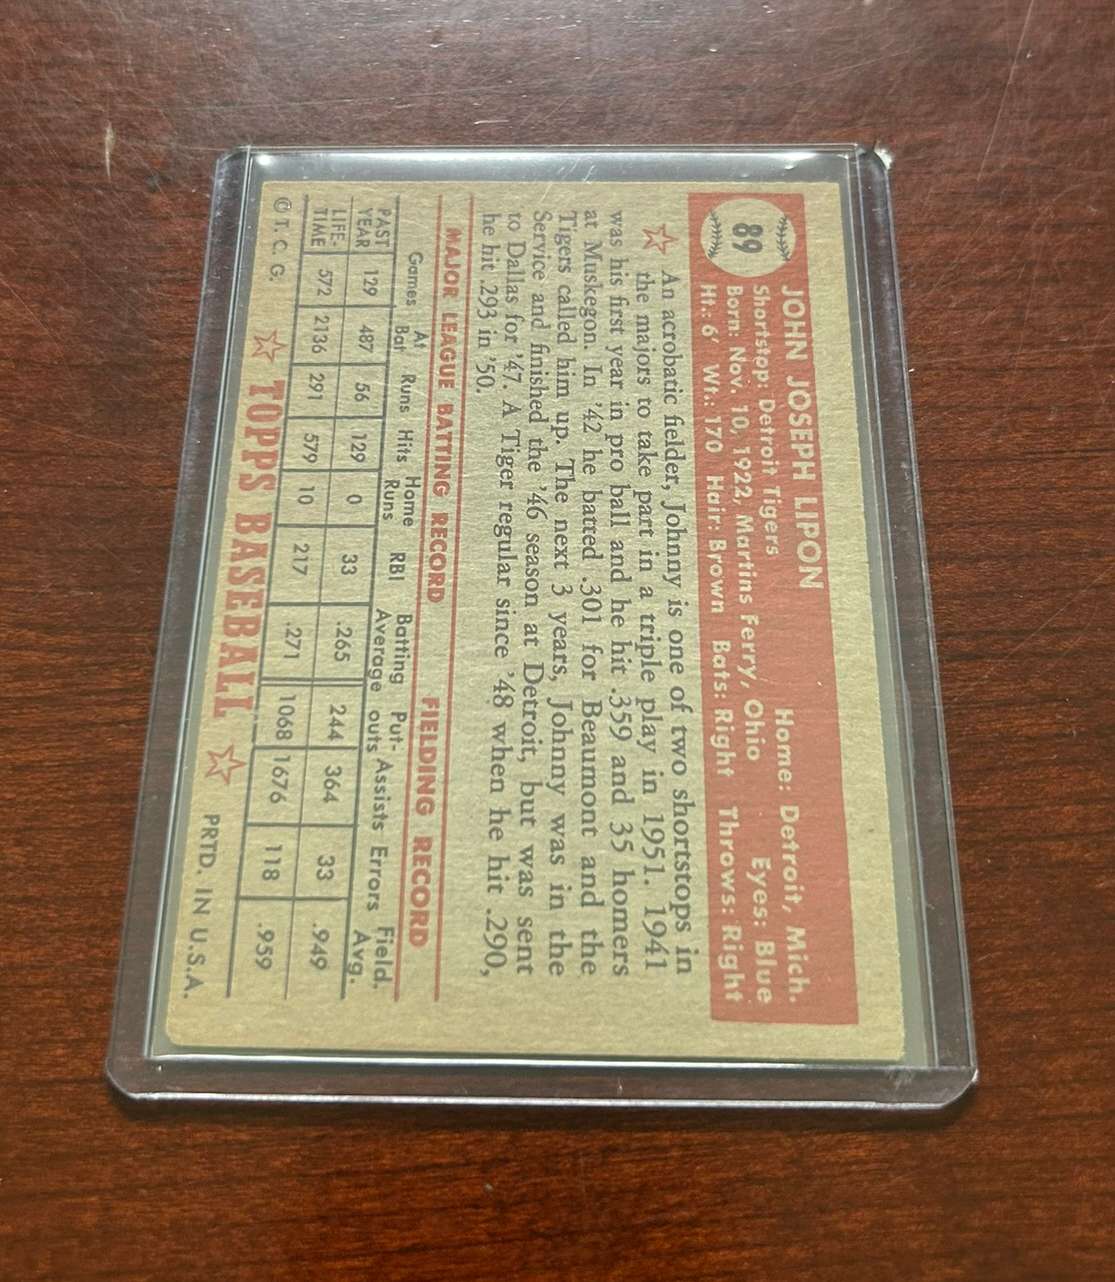 89
JOHN JOSEPH LIPON
Shortstop: Detroit Tigers Home: Detroit, Mich.
Born: Nov. 10, 1922, Martins Ferry, Ohio Eyes: Blue
Ht.: 6′ Wt.: 170 Hair: Brown Bats: Right Throws: Right
An acrobatic fielder, Johnny is one of two shortstops in
the majors to take part in a triple play in 1951. 1941
was his first year in pro ball and he hit .359 and 35 homers
at Muskegon. In '42 he batted .301 for Beaumont and the
Tigers called him up. The next 3 years, Johnny was in the
Service and finished the '46 season at Detroit, but was sent
to Dallas for '47. A Tiger regular since '48 when he hit .290,
he hit .293 in '50.
MAJOR LEAGUE BATTING RECORD FIELDING RECORD
Games At Bat Runs Hits Home Runs RBI Batting Average Put-outs Assists Errors Field. Avg.
PAST YEAR 129 487 56 129 0 33 .265 244 364 33 .949
LIFE-TIME 572 2136 291 579 10 217 .271 1068 1676 118 .959
© T. C. G. TOPPS BASEBALL PRTD. IN U.S.A.